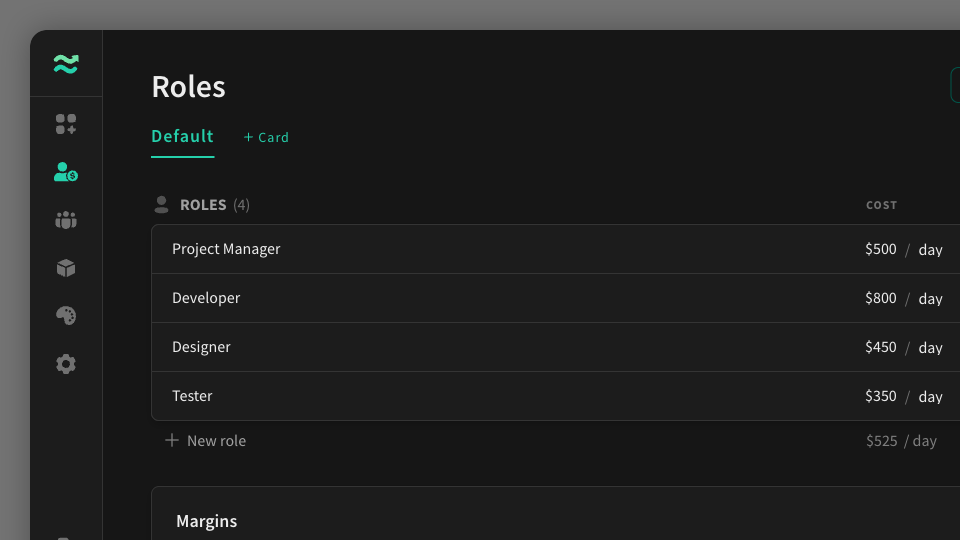 Roles
Default + Card
ROLES (4) COST
Project Manager $500 / day
Developer $800 / day
Designer $450 / day
Tester $350 / day
+ New role $525 / day
Margins